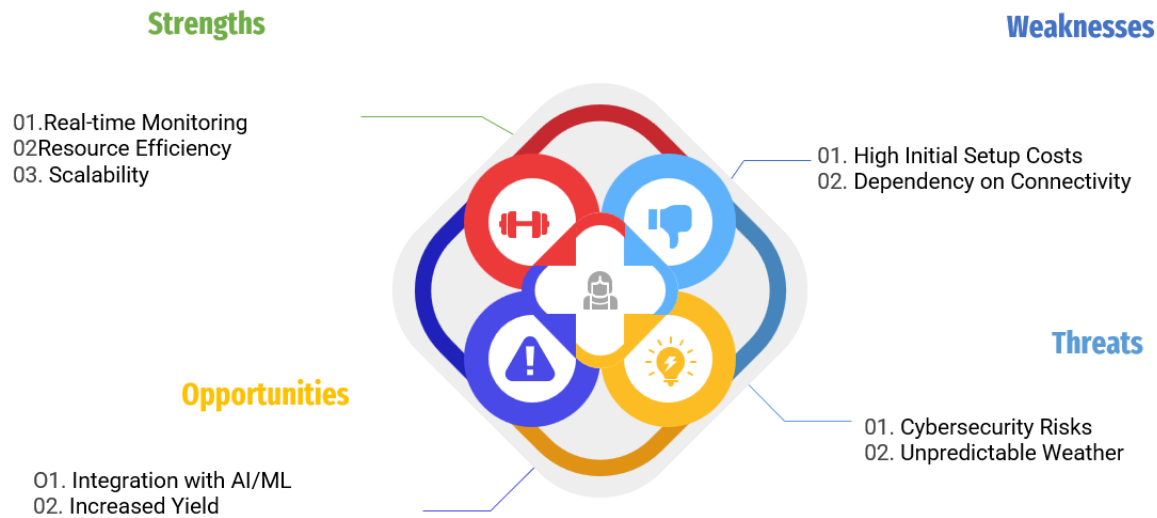 Strengths
01.Real-time Monitoring
02Resource Efficiency
03. Scalability
Weaknesses
01. High Initial Setup Costs
02. Dependency on Connectivity
Opportunities
O1. Integration with AI/ML
02. Increased Yield
Threats
01. Cybersecurity Risks
02. Unpredictable Weather